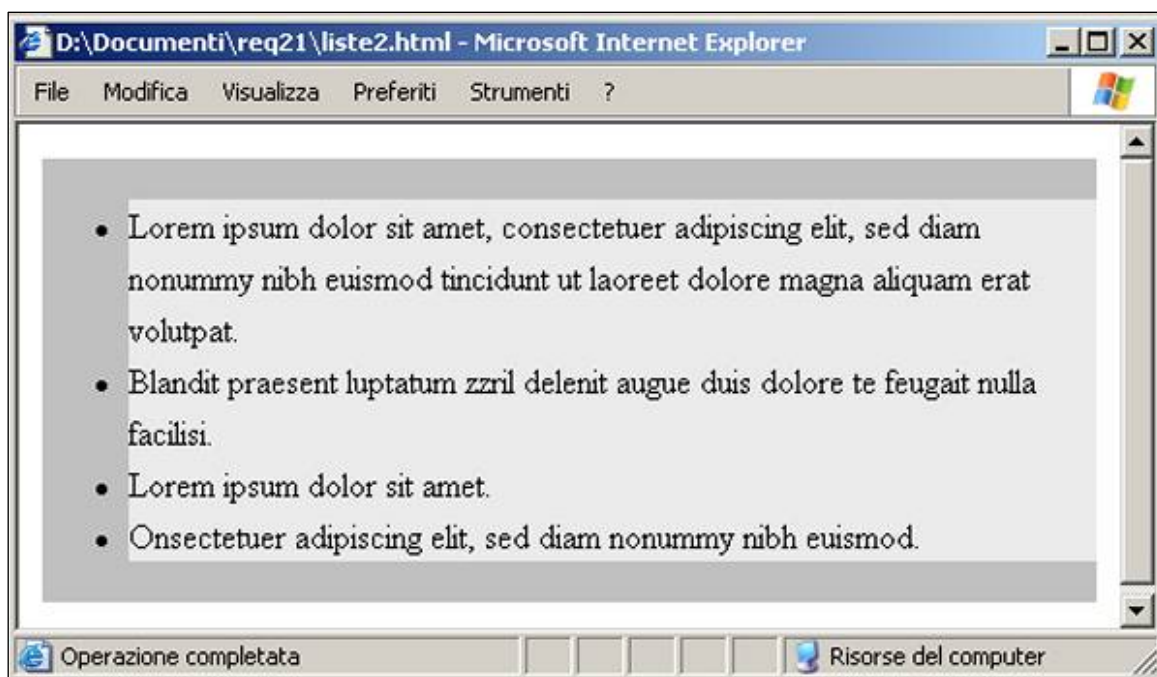 D:\Documenti\req21\liste2.html - Microsoft Internet Explorer
File Modifica Visualizza Preferiti Strumenti ?
• Lorem ipsum dolor sit amet, consectetuer adipiscing elit, sed diam
nonummy nibh euismod tincidunt ut laoreet dolore magna aliquam erat
volutpat.
• Blandit praesent luptatum zzril delenit augue duis dolore te feugait nulla
facilisi.
• Lorem ipsum dolor sit amet.
• Onsectetuer adipiscing elit, sed diam nonummy nibh euismod.
Operazione completata Risorse del computer